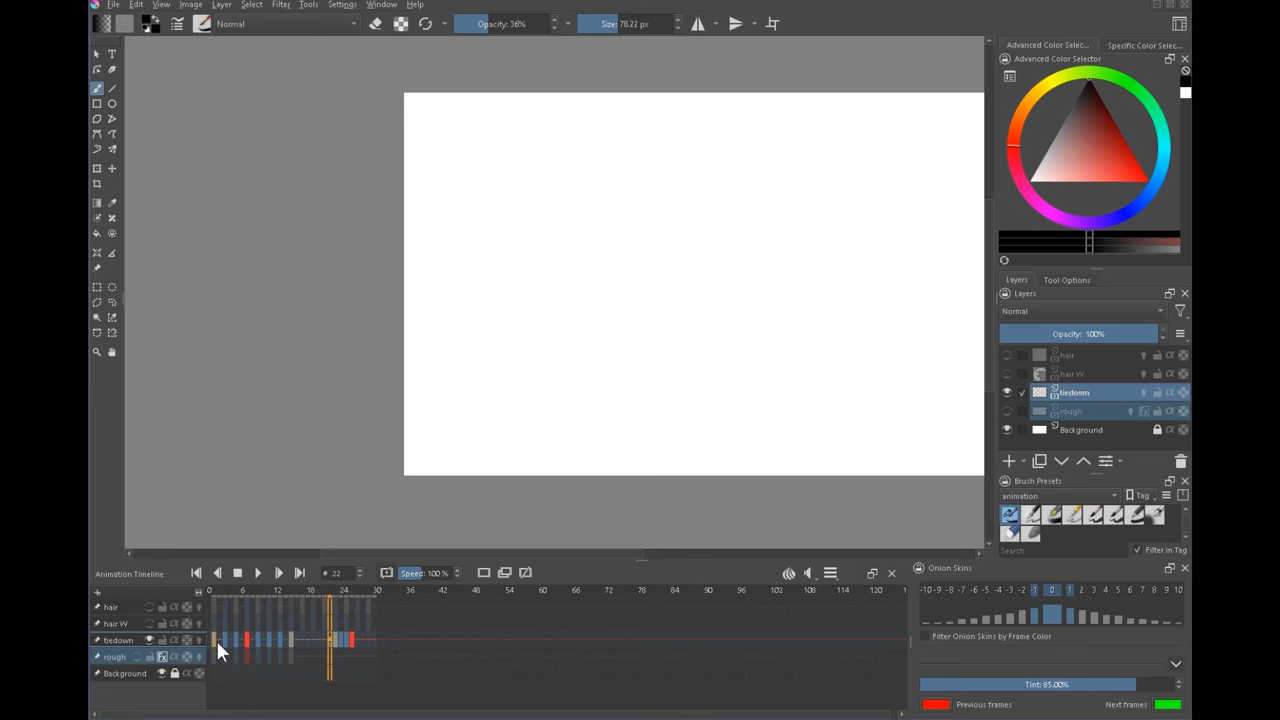 File Edit View Image Layer Select Filter Tools Settings Window Help
Normal Opacity: 36% Size: 78.22 px
Advanced Color Selec... Specific Color Selec...
Advanced Color Selector
Layers Tool Options
Layers
Normal
Opacity: 100%
hair
hair W
tiedown
rough
Background
Brush Presets
animation Tag
Search Filter in Tag
Animation Timeline # 22 Speed: 100 %
0 6 12 18 24 30 36 42 48 54 60 66 72 78 84 90 96 102 108 114 120 1
hair
hair W
tiedown
rough
Background
Onion Skins
-10 -9 -8 -7 -6 -5 -4 -3 -2 -1 0 1 2 3 4 5 6 7 8 9 10
Filter Onion Skins by Frame Color
Tint: 85.00%
Previous frames Next frames